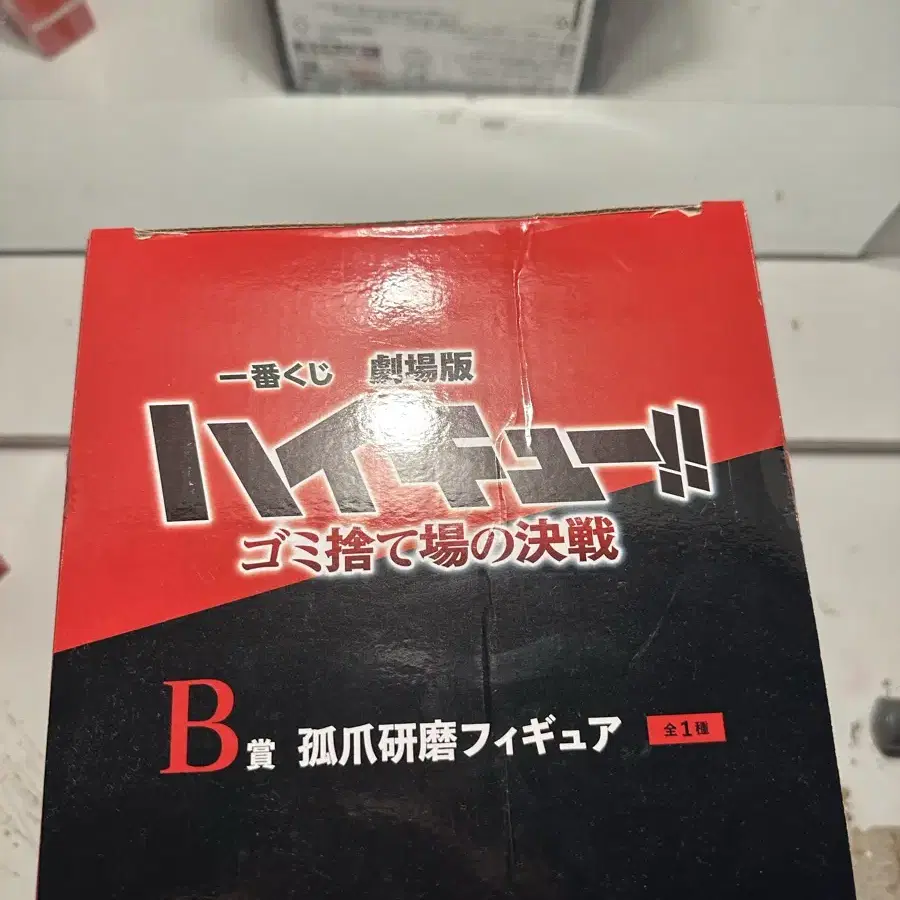 一番くじ 劇場版
ハイキュー!!
ゴミ捨て場の決戦
B賞 孤爪研磨フィギュア 全1種